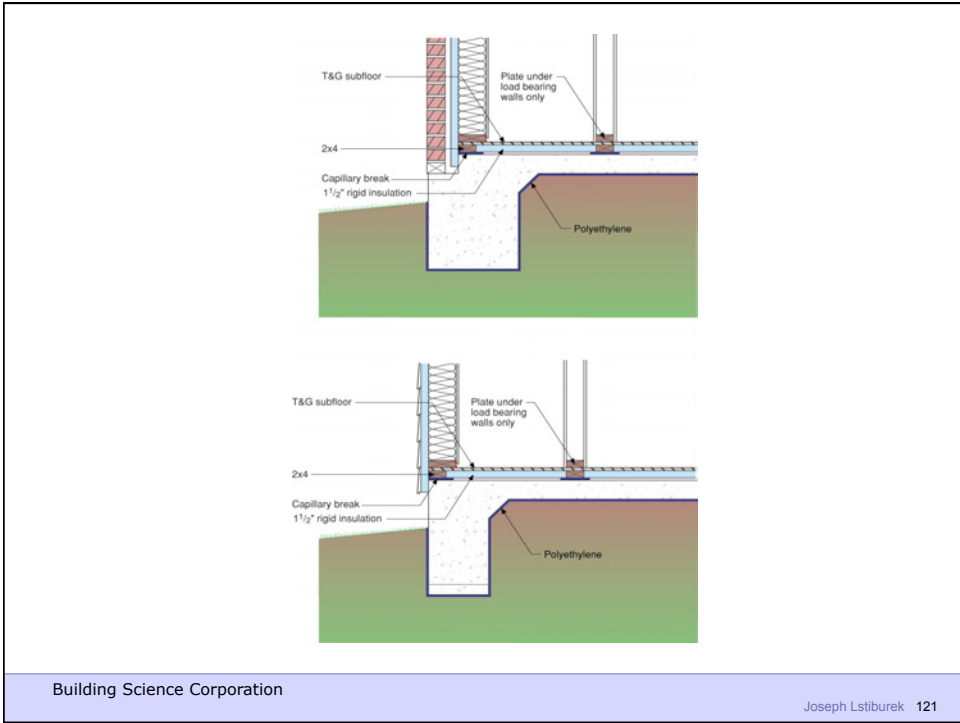 T&G subfloor
Plate under
load bearing
walls only
2x4
Capillary break
1 1/2" rigid insulation
Polyethylene
T&G subfloor
Plate under
load bearing
walls only
2x4
Capillary break
1 1/2" rigid insulation
Polyethylene
Building Science Corporation
Joseph Lstiburek 121